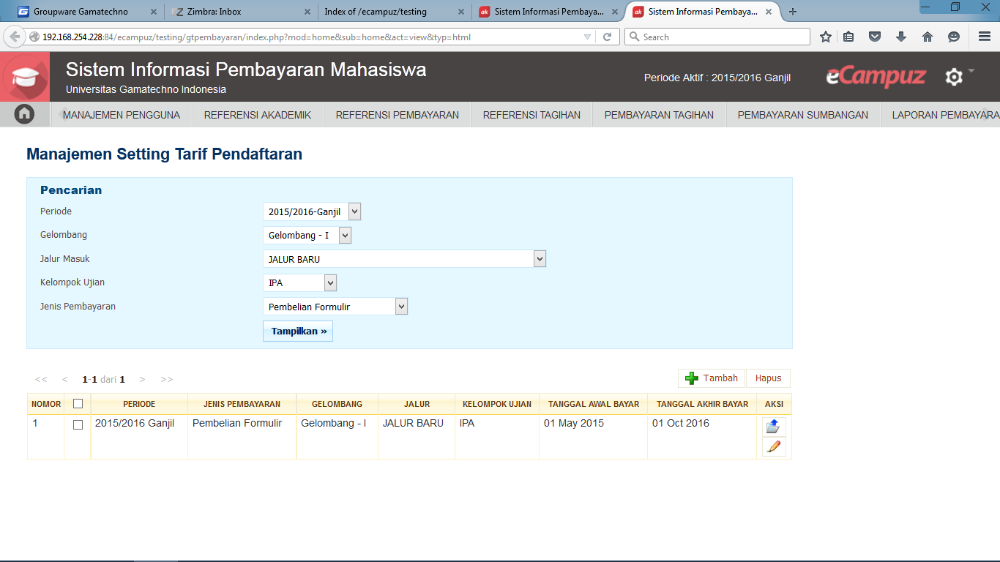 Groupware Gamatechno
Zimbra: Inbox
Index of /ecampuz/testing
ak Sistem Informasi Pembaya...
ak Sistem Informasi Pembaya...
192.168.254.228:84/ecampuz/testing/gtpembayaran/index.php?mod=home&sub=home&act=view&typ=html
Search
Sistem Informasi Pembayaran Mahasiswa
Universitas Gamatechno Indonesia
Periode Aktif : 2015/2016 Ganjil
eCampuz
MANAJEMEN PENGGUNA REFERENSI AKADEMIK REFERENSI PEMBAYARAN REFERENSI TAGIHAN PEMBAYARAN TAGIHAN PEMBAYARAN SUMBANGAN LAPORAN PEMBAYARA
Manajemen Setting Tarif Pendaftaran
Pencarian
Periode 2015/2016-Ganjil
Gelombang Gelombang - I
Jalur Masuk JALUR BARU
Kelompok Ujian IPA
Jenis Pembayaran Pembelian Formulir
Tampilkan »
<< < 1-1 dari 1 > >>
Tambah Hapus
NOMOR PERIODE JENIS PEMBAYARAN GELOMBANG JALUR KELOMPOK UJIAN TANGGAL AWAL BAYAR TANGGAL AKHIR BAYAR AKSI
1 2015/2016 Ganjil Pembelian Formulir Gelombang - I JALUR BARU IPA 01 May 2015 01 Oct 2016